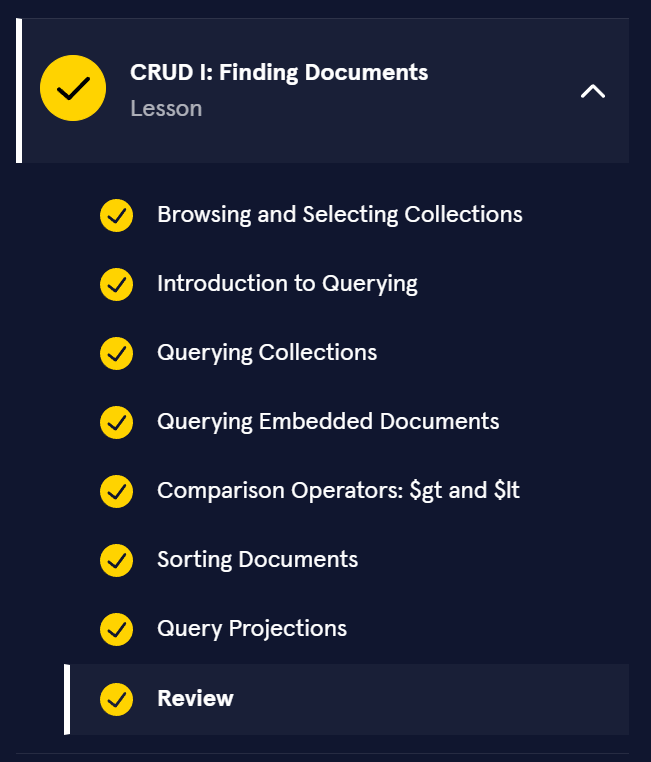 CRUD I: Finding Documents
Lesson
Browsing and Selecting Collections
Introduction to Querying
Querying Collections
Querying Embedded Documents
Comparison Operators: $gt and $lt
Sorting Documents
Query Projections
Review